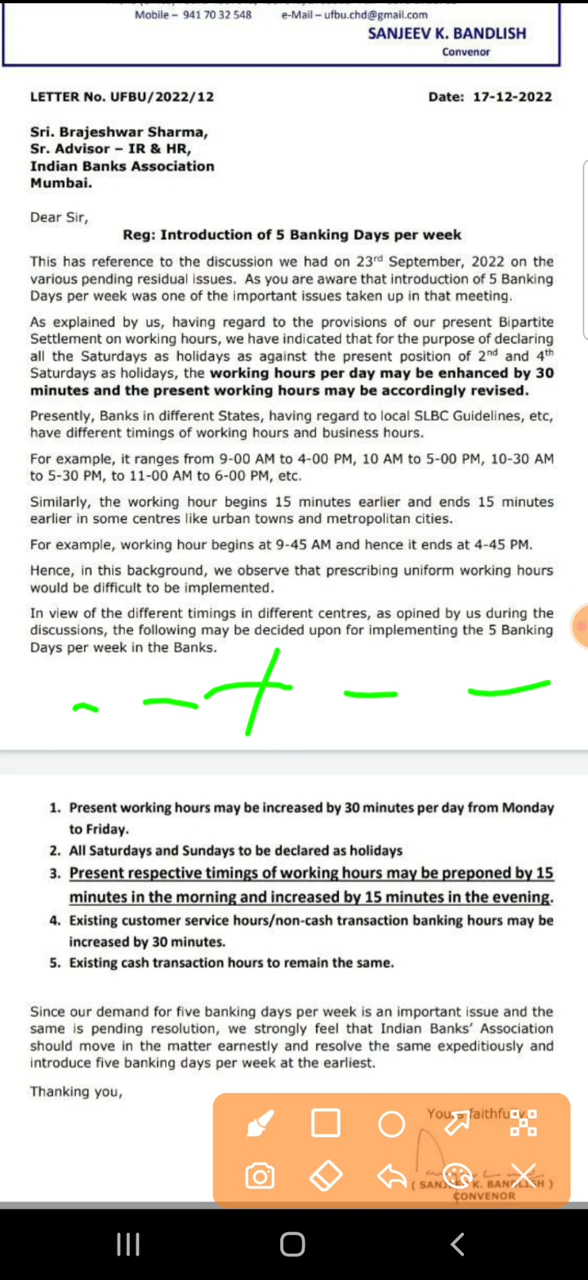 Mobile – 941 70 32 548 e-Mail – ufbu.chd@gmail.com
SANJEEV K. BANDLISH
Convenor
LETTER No. UFBU/2022/12 Date: 17-12-2022
Sri. Brajeshwar Sharma,
Sr. Advisor – IR & HR,
Indian Banks Association
Mumbai.
Dear Sir,
Reg: Introduction of 5 Banking Days per week
This has reference to the discussion we had on 23rd September, 2022 on the
various pending residual issues. As you are aware that introduction of 5 Banking
Days per week was one of the important issues taken up in that meeting.
As explained by us, having regard to the provisions of our present Bipartite
Settlement on working hours, we have indicated that for the purpose of declaring
all the Saturdays as holidays as against the present position of 2nd and 4th
Saturdays as holidays, the working hours per day may be enhanced by 30
minutes and the present working hours may be accordingly revised.
Presently, Banks in different States, having regard to local SLBC Guidelines, etc,
have different timings of working hours and business hours.
For example, it ranges from 9-00 AM to 4-00 PM, 10 AM to 5-00 PM, 10-30 AM
to 5-30 PM, to 11-00 AM to 6-00 PM, etc.
Similarly, the working hour begins 15 minutes earlier and ends 15 minutes
earlier in some centres like urban towns and metropolitan cities.
For example, working hour begins at 9-45 AM and hence it ends at 4-45 PM.
Hence, in this background, we observe that prescribing uniform working hours
would be difficult to be implemented.
In view of the different timings in different centres, as opined by us during the
discussions, the following may be decided upon for implementing the 5 Banking
Days per week in the Banks.
1. Present working hours may be increased by 30 minutes per day from Monday
to Friday.
2. All Saturdays and Sundays to be declared as holidays
3. Present respective timings of working hours may be preponed by 15
minutes in the morning and increased by 15 minutes in the evening.
4. Existing customer service hours/non-cash transaction banking hours may be
increased by 30 minutes.
5. Existing cash transaction hours to remain the same.
Since our demand for five banking days per week is an important issue and the
same is pending resolution, we strongly feel that Indian Banks' Association
should move in the matter earnestly and resolve the same expeditiously and
introduce five banking days per week at the earliest.
Thanking you,
K.
CONVENOR